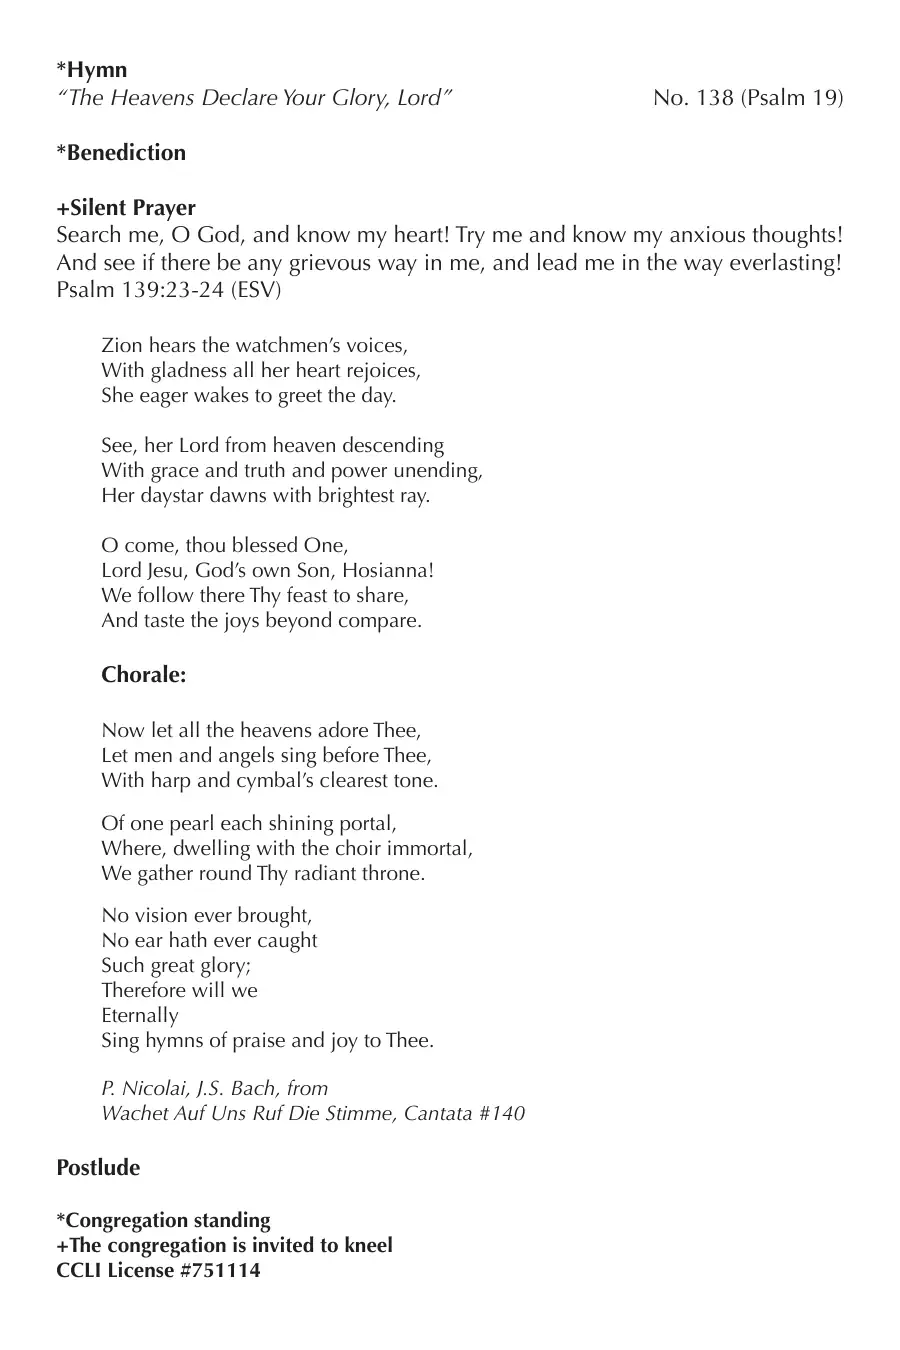 *Hymn
“The Heavens Declare Your Glory, Lord” No. 138 (Psalm 19)
*Benediction
+Silent Prayer
Search me, O God, and know my heart! Try me and know my anxious thoughts!
And see if there be any grievous way in me, and lead me in the way everlasting!
Psalm 139:23-24 (ESV)
Zion hears the watchmen’s voices,
With gladness all her heart rejoices,
She eager wakes to greet the day.
See, her Lord from heaven descending
With grace and truth and power unending,
Her daystar dawns with brightest ray.
O come, thou blessed One,
Lord Jesu, God’s own Son, Hosianna!
We follow there Thy feast to share,
And taste the joys beyond compare.
Chorale:
Now let all the heavens adore Thee,
Let men and angels sing before Thee,
With harp and cymbal’s clearest tone.
Of one pearl each shining portal,
Where, dwelling with the choir immortal,
We gather round Thy radiant throne.
No vision ever brought,
No ear hath ever caught
Such great glory;
Therefore will we
Eternally
Sing hymns of praise and joy to Thee.
P. Nicolai, J.S. Bach, from
Wachet Auf Uns Ruf Die Stimme, Cantata #140
Postlude
*Congregation standing
+The congregation is invited to kneel
CCLI License #751114